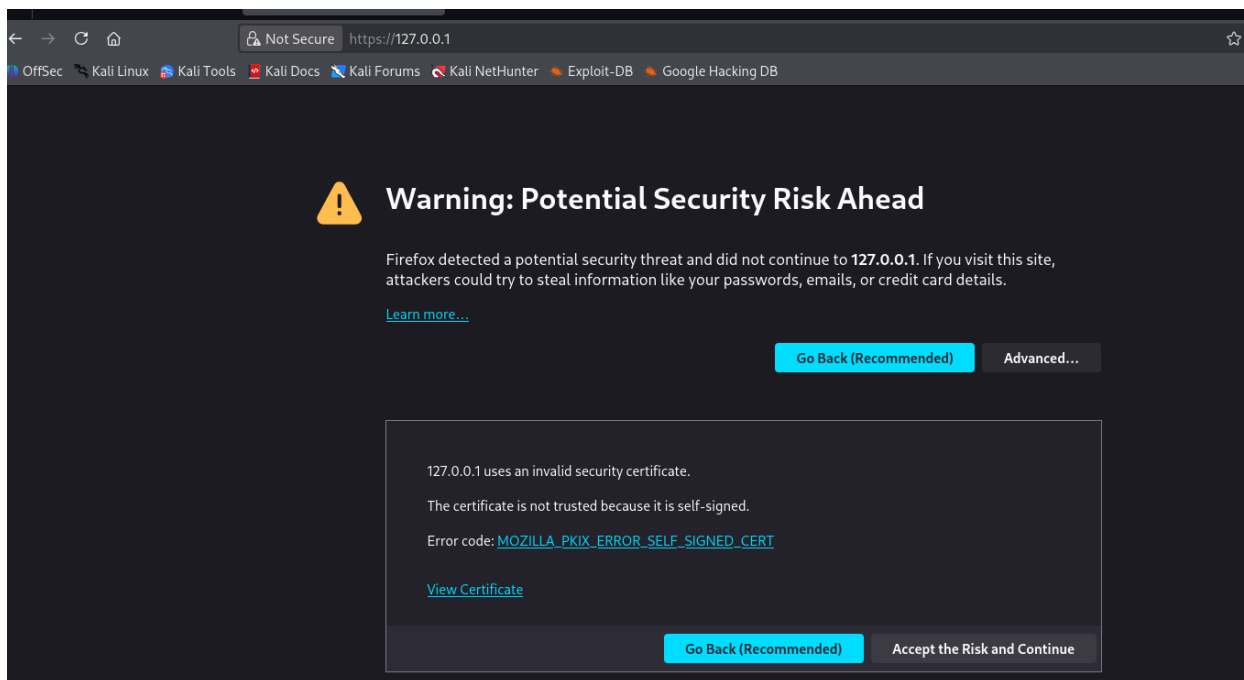 Not Secure https://127.0.0.1
OffSec Kali Linux Kali Tools Kali Docs Kali Forums Kali NetHunter Exploit-DB Google Hacking DB
Warning: Potential Security Risk Ahead
Firefox detected a potential security threat and did not continue to 127.0.0.1. If you visit this site,
attackers could try to steal information like your passwords, emails, or credit card details.
Learn more…
Go Back (Recommended) Advanced…
127.0.0.1 uses an invalid security certificate.
The certificate is not trusted because it is self-signed.
Error code: MOZILLA_PKIX_ERROR_SELF_SIGNED_CERT
View Certificate
Go Back (Recommended) Accept the Risk and Continue